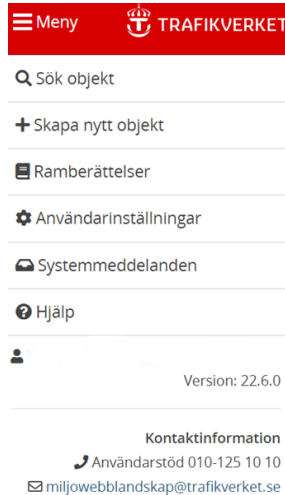 Meny TRAFIKVERKET
Sök objekt
Skapa nytt objekt
Ramberättelser
Användarinställningar
Systemmeddelanden
Hjälp
Version: 22.6.0
Kontaktinformation
Användarstöd 010-125 10 10
miljowebblandskap@trafikverket.se